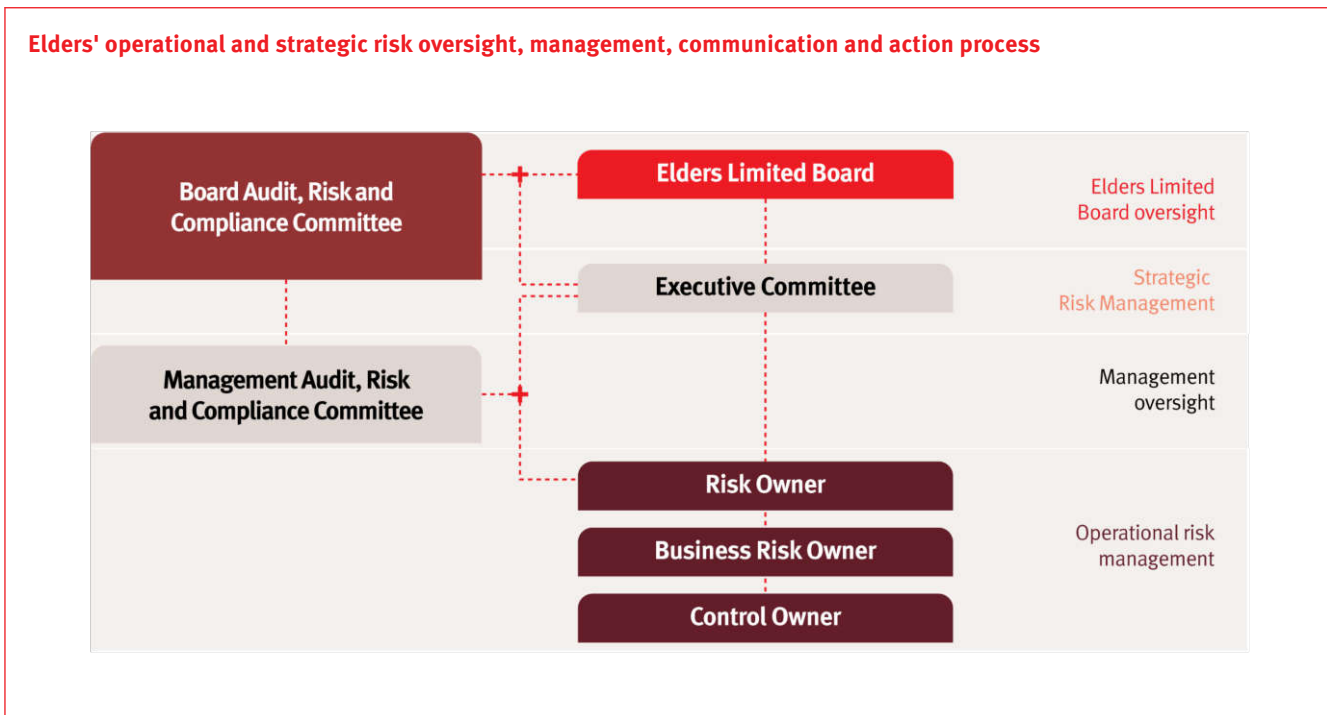 Elders' operational and strategic risk oversight, management, communication and action process
Board Audit, Risk and
Compliance Committee
Elders Limited Board
Elders Limited
Board oversight
Executive Committee
Strategic
Risk Management
Management Audit, Risk
and Compliance Committee
Management
oversight
Risk Owner
Business Risk Owner
Control Owner
Operational risk
management